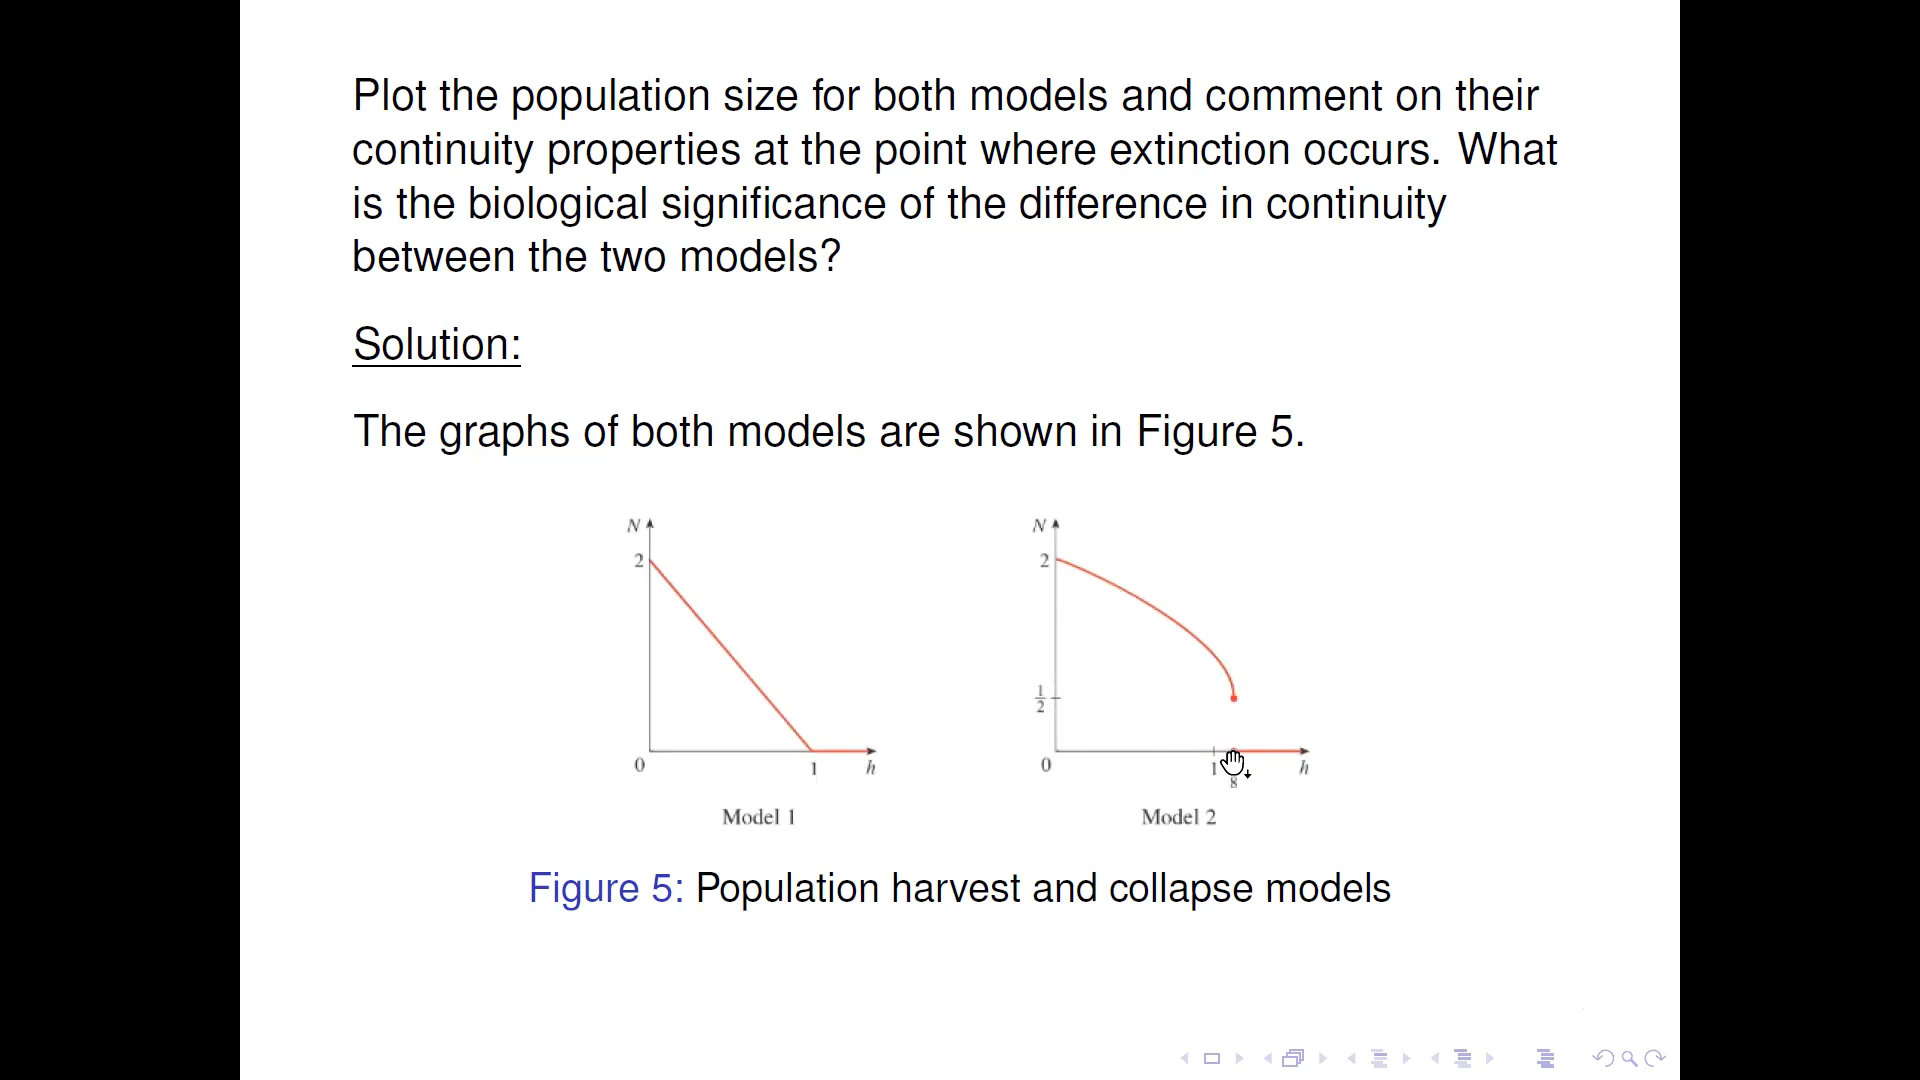 Plot the population size for both models and comment on their
continuity properties at the point where extinction occurs. What
is the biological significance of the difference in continuity
between the two models?
Solution:
The graphs of both models are shown in Figure 5.
N
2
0
1
h
Model 1
N
2
1
2
0
1
8
h
Model 2
Figure 5: Population harvest and collapse models